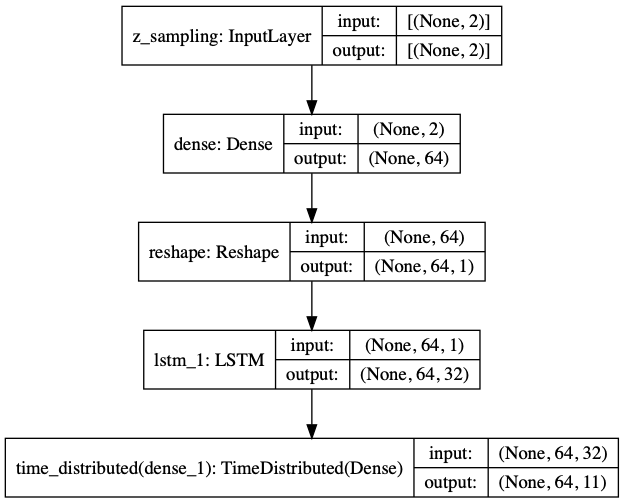 z_sampling: InputLayer
input:
[(None, 2)]
output:
[(None, 2)]
dense: Dense
input:
(None, 2)
output:
(None, 64)
reshape: Reshape
input:
(None, 64)
output:
(None, 64, 1)
lstm_1: LSTM
input:
(None, 64, 1)
output:
(None, 64, 32)
time_distributed(dense_1): TimeDistributed(Dense)
input:
(None, 64, 32)
output:
(None, 64, 11)